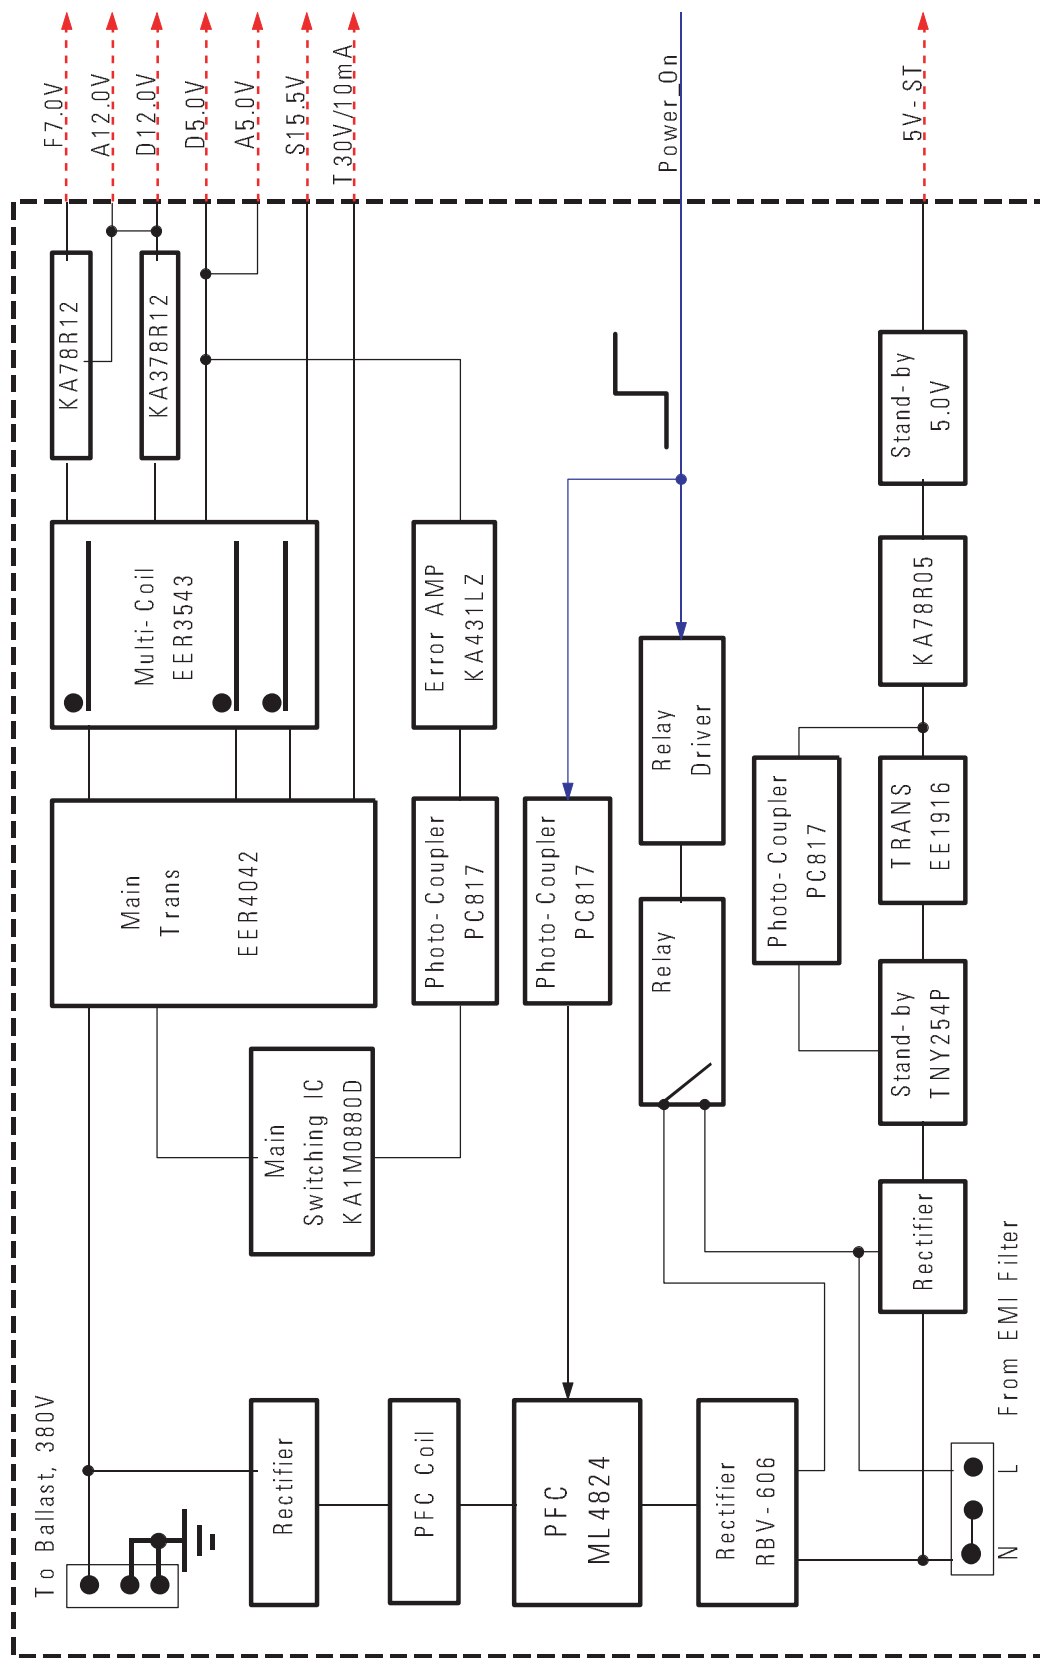 F7.0V
A12.0V
D12.0V
D5.0V
A5.0V
S15.5V
T30V/10mA
Power_On
5V-ST
KA78R12
KA378R12
Multi-Coil
EER3543
Error AMP
KA431LZ
Stand-by
5.0V
KA78R05
Main
Trans
EER4042
Photo-Coupler
PC817
Photo-Coupler
PC817
Relay
Driver
Relay
Photo-Coupler
PC817
TRANS
EE1916
Stand-by
TNY254P
Main
Switching IC
KA1M0880D
Rectifier
To Ballast, 380V
Rectifier
PFC Coil
PFC
ML4824
Rectifier
RBV-606
From EMI Filter
N
L